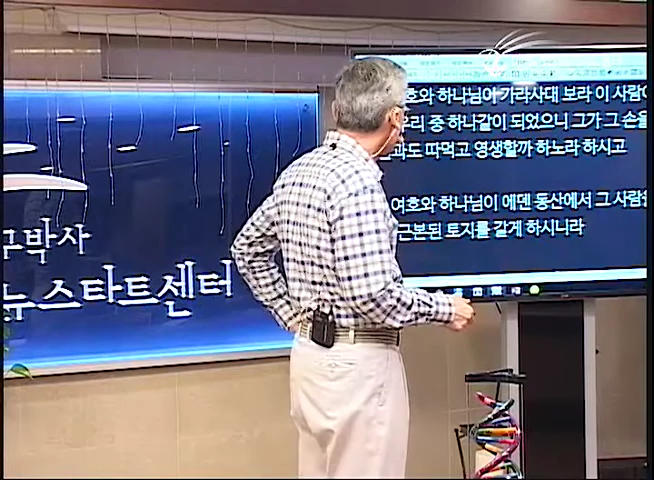 구박사
뉴스타트센터
호와 하나님이 가라사대 보라 이 사람이
우리 중 하나같이 되었으니 그가 그 손을
과도 따먹고 영생할까 하노라 하시고
여호와 하나님이 에덴 동산에서 그 사람을
근본된 토지를 갈게 하시니라